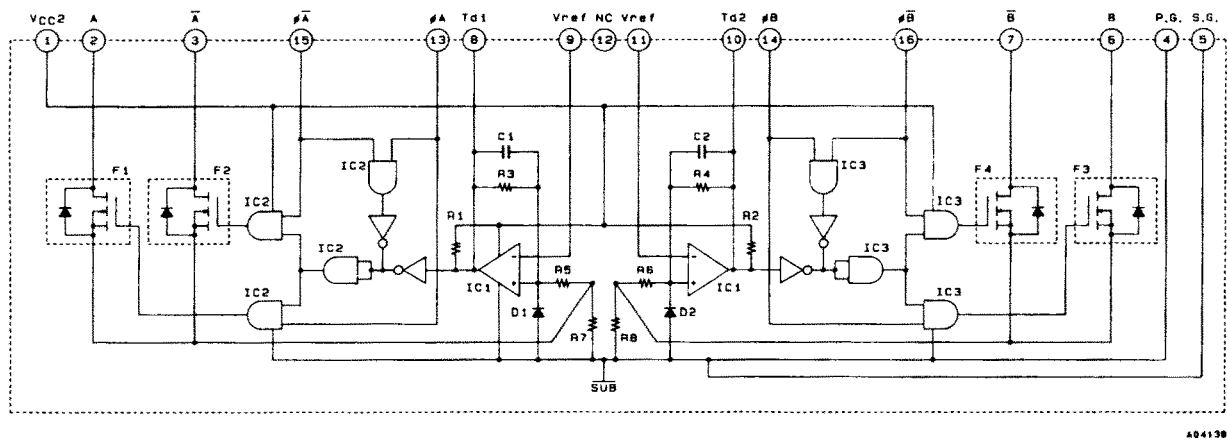 VCC2 A A̅ øA̅ øA Td1 Vref NC Vref Td2 øB øB̅ B̅ B P.G. S.G.
1 2 3 15 13 8 9 12 11 10 14 16 7 6 4 5
C1 C2
F1 F2 IC2 R3 R4 IC3 F4 F3
IC2 R1 R2 IC3
IC2 R5 R6 IC3
IC2 IC1 IC1 IC3
D1 R7 R8 D2
S̅U̅B̅
A04138